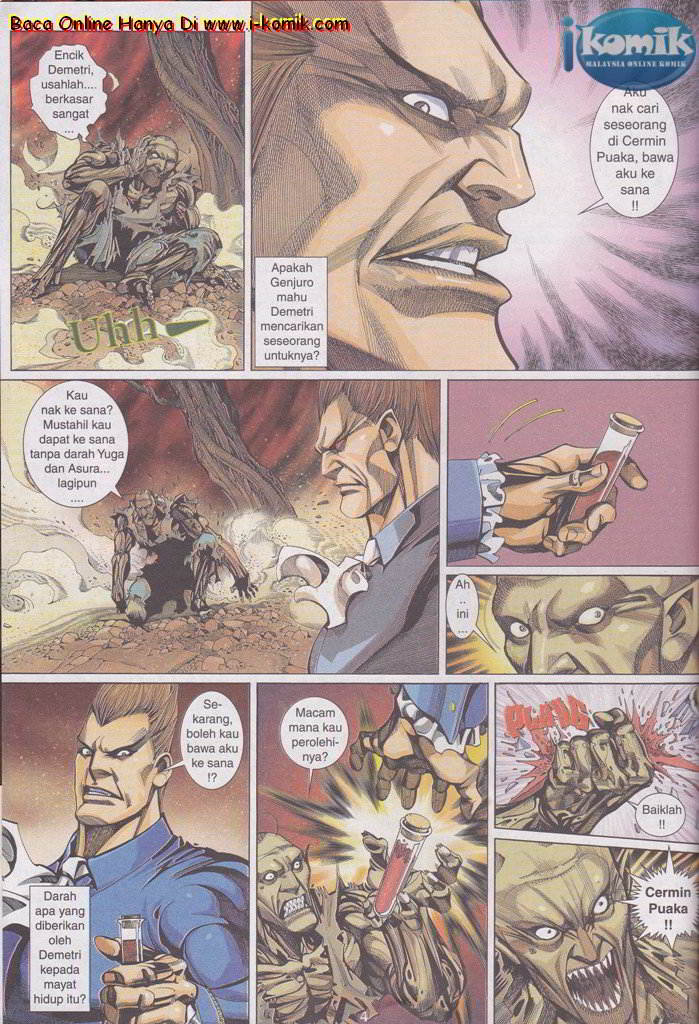 Baca Online Hanya Di www.i-komik.com
i komik
MALAYSIA ONLINE KOMIK
Encik
Demetri,
usahlah....
berkasar
sangat
...
Uhh
Aku
nak cari
seseorang
di Cermin
Puaka, bawa
aku ke
sana
!!
Apakah
Genjuro
mahu
Demetri
mencarikan
seseorang
untuknya?
Kau
nak ke sana?
Mustahil kau
dapat ke sana
tanpa darah Yuga
dan Asura...
lagipun
....
Ah
..
ini
...
Se-
karang,
boleh kau
bawa aku
ke sana
!?
Darah
apa yang
diberikan
oleh
Demetri
kepada
mayat
hidup itu?
Macam
mana kau
perolehi-
nya?
PLANG
Baiklah
!!
Cermin
Puaka
!!
4